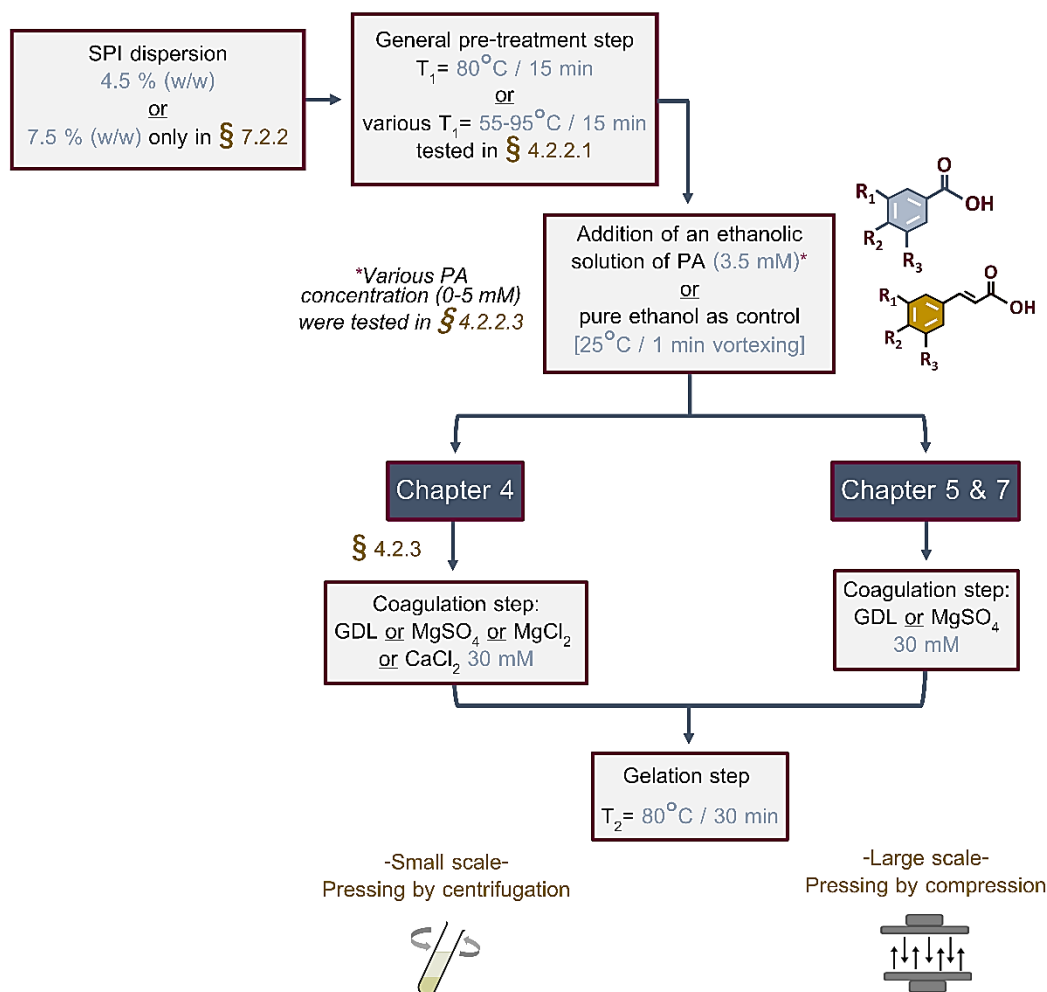 SPI dispersion
4.5 % (w/w)
or
7.5 % (w/w) only in § 7.2.2
General pre-treatment step
T₁= 80°C / 15 min
or
various T₁= 55-95°C / 15 min
tested in § 4.2.2.1
Addition of an ethanolic
solution of PA (3.5 mM)*
or
pure ethanol as control
[25°C / 1 min vortexing]
*Various PA
concentration (0-5 mM)
were tested in § 4.2.2.3
O
R₁
OH
R₂
R₃
O
R₁
OH
R₂
R₃
Chapter 4
Chapter 5 & 7
§ 4.2.3
Coagulation step:
GDL or MgSO₄ or MgCl₂
or CaCl₂ 30 mM
Coagulation step:
GDL or MgSO₄
30 mM
Gelation step
T₂= 80°C / 30 min
-Small scale-
Pressing by centrifugation
-Large scale-
Pressing by compression